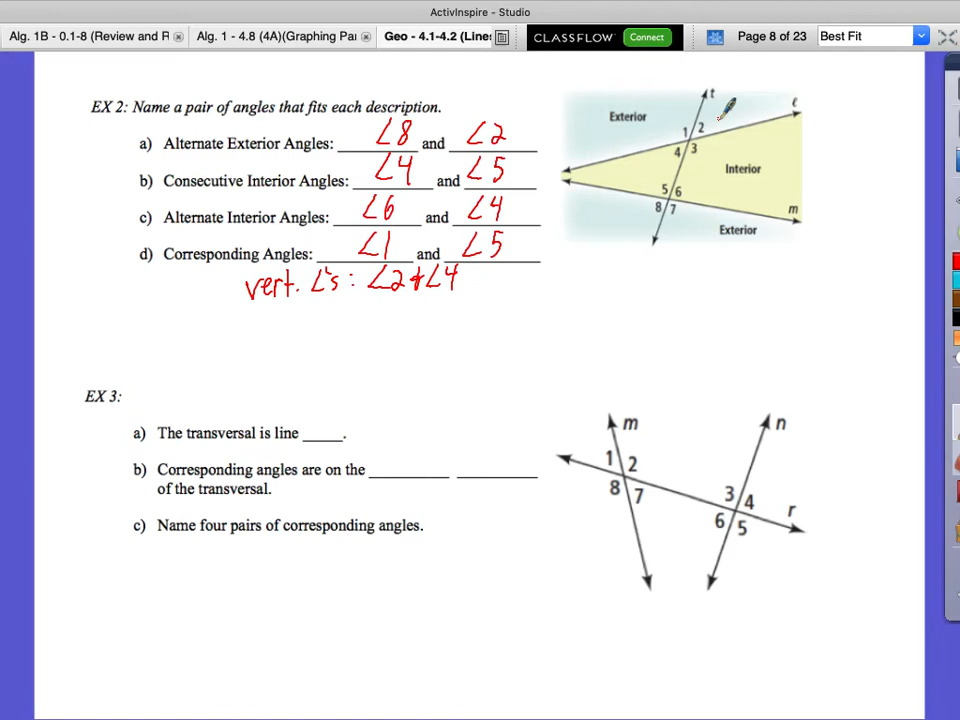 ActivInspire - Studio
Alg. 1B - 0.1-8 (Review and R
Alg. 1 - 4.8 (4A)(Graphing Par
Geo - 4.1-4.2 (Lines
CLASSFLOW Connect
Page 8 of 23
Best Fit
EX 2: Name a pair of angles that fits each description.
a) Alternate Exterior Angles: ∠8 and ∠2
b) Consecutive Interior Angles: ∠4 and ∠5
c) Alternate Interior Angles: ∠6 and ∠4
d) Corresponding Angles: ∠1 and ∠5
vert. ∠'s : ∠2 + ∠4
t
ℓ
Exterior
1 2
4 3
Interior
5 6
8 7
m
Exterior
EX 3:
a) The transversal is line _____.
b) Corresponding angles are on the ________ ________
of the transversal.
c) Name four pairs of corresponding angles.
m
n
1 2
8 7
3 4
6 5
r